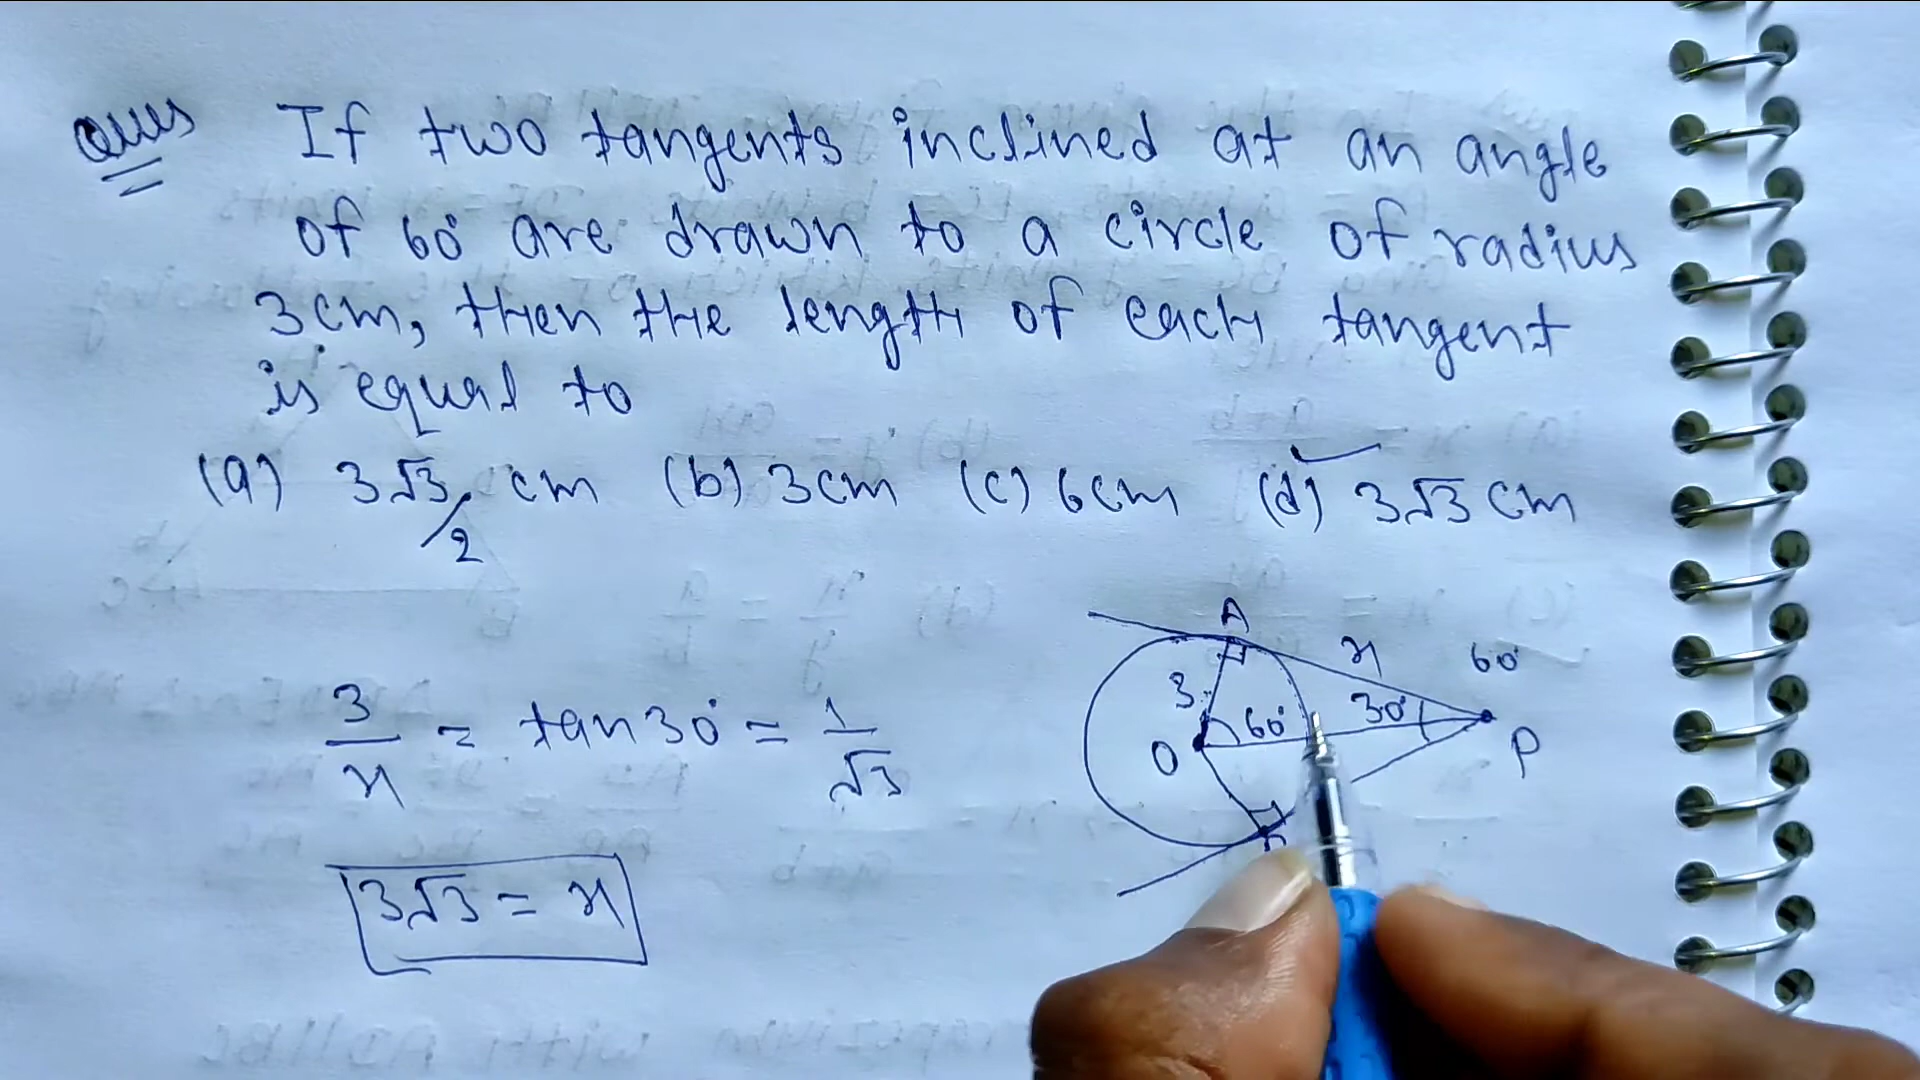 Ques If two tangents inclined at an angle
of 60° are drawn to a circle of radius
3cm, then the length of each tangent
is equal to
(a) 3√3/2 cm (b) 3cm (c) 6cm (d) 3√3 cm
A
x 60°
3 60° 30°
O P
3/x = tan 30° = 1/√3
3√3 = x